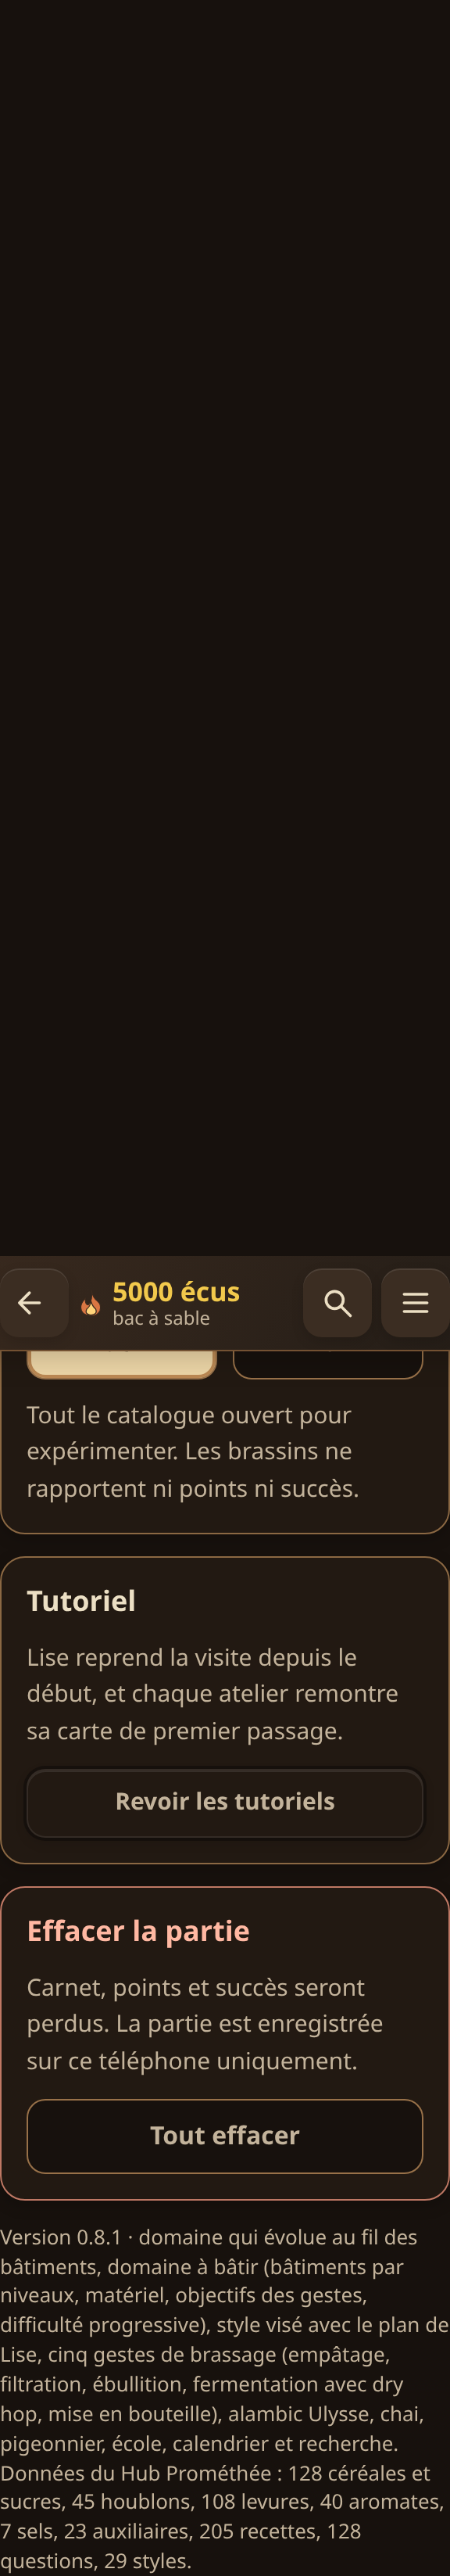 5000 écus
bac à sable
Tout le catalogue ouvert pour
expérimenter. Les brassins ne
rapportent ni points ni succès.
Tutoriel
Lise reprend la visite depuis le
début, et chaque atelier remontre
sa carte de premier passage.
Revoir les tutoriels
Effacer la partie
Carnet, points et succès seront
perdus. La partie est enregistrée
sur ce téléphone uniquement.
Tout effacer
Version 0.8.1 · domaine qui évolue au fil des
bâtiments, domaine à bâtir (bâtiments par
niveaux, matériel, objectifs des gestes,
difficulté progressive), style visé avec le plan de
Lise, cinq gestes de brassage (empâtage,
filtration, ébullition, fermentation avec dry
hop, mise en bouteille), alambic Ulysse, chai,
pigeonnier, école, calendrier et recherche.
Données du Hub Prométhée : 128 céréales et
sucres, 45 houblons, 108 levures, 40 aromates,
7 sels, 23 auxiliaires, 205 recettes, 128
questions, 29 styles.